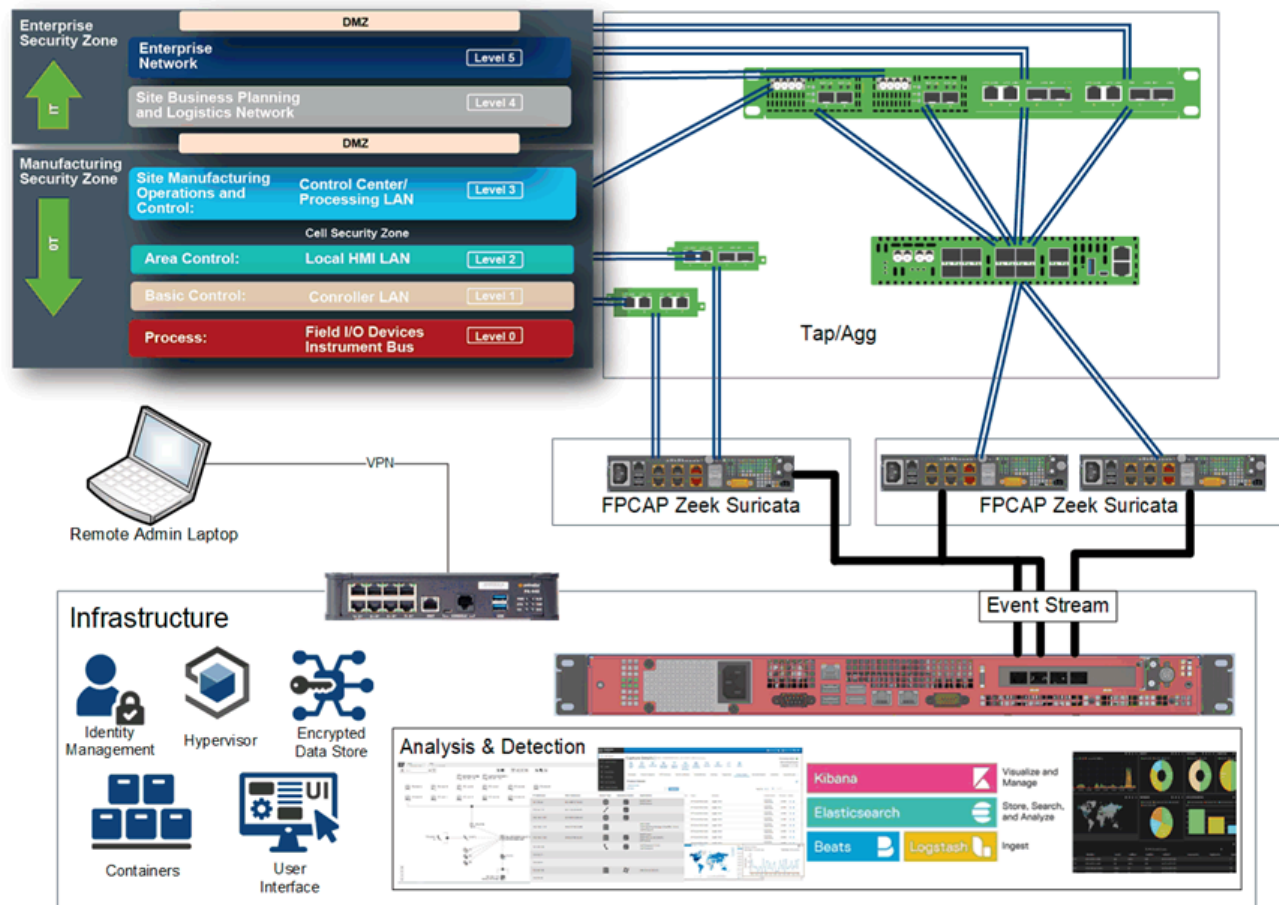 DMZ
Enterprise
Security Zone
Enterprise
Network
Level 5
IT
Site Business Planning
and Logistics Network
Level 4
DMZ
Manufacturing
Security Zone
Site Manufacturing
Operations and
Control:
Control Center/
Processing LAN
Level 3
OT
Cell Security Zone
Area Control:
Local HMI LAN
Level 2
Basic Control:
Conroller LAN
Level 1
Process:
Field I/O Devices
Instrument Bus
Level 0
Tap/Agg
VPN
Remote Admin Laptop
FPCAP Zeek Suricata
FPCAP Zeek Suricata
Event Stream
Infrastructure
Identity
Management
Hypervisor
Encrypted
Data Store
Containers
UI
User
Interface
Analysis & Detection
Kibana
Visualize and
Manage
Elasticsearch
Store, Search,
and Analyze
Beats
Logstash
Ingest